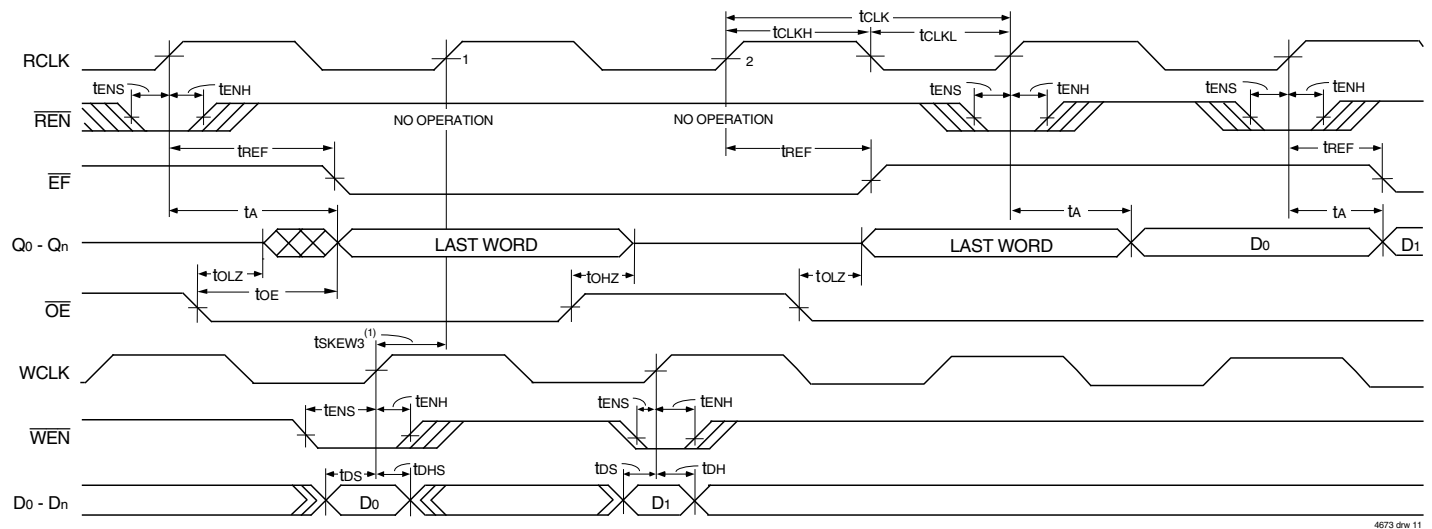 tCLK
tCLKH tCLKL
RCLK 1 2
tENS tENH tENS tENH tENS tENH
REN NO OPERATION NO OPERATION
tREF tREF tREF
EF
tA tA tA
Q0 - Qn LAST WORD LAST WORD D0 D1
tOLZ tOHZ tOLZ
tOE
OE
tSKEW3(1)
WCLK
tENS tENH tENS tENH
WEN
tDS tDHS tDS tDH
D0 - Dn D0 D1
4673 drw 11